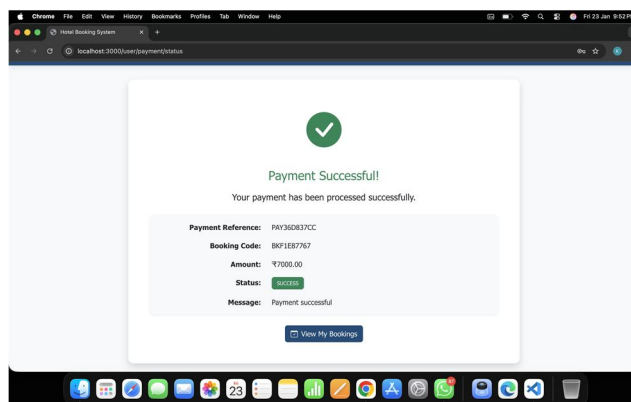 Chrome File Edit View History Bookmarks Profiles Tab Window Help
Fri 23 Jan 9:52PM
Hotel Booking System
localhost:3000/user/payment/status
Payment Successful!
Your payment has been processed successfully.
Payment Reference: PAY36D837CC
Booking Code: BKF1E87767
Amount: ₹7000.00
Status: SUCCESS
Message: Payment successful
View My Bookings
23